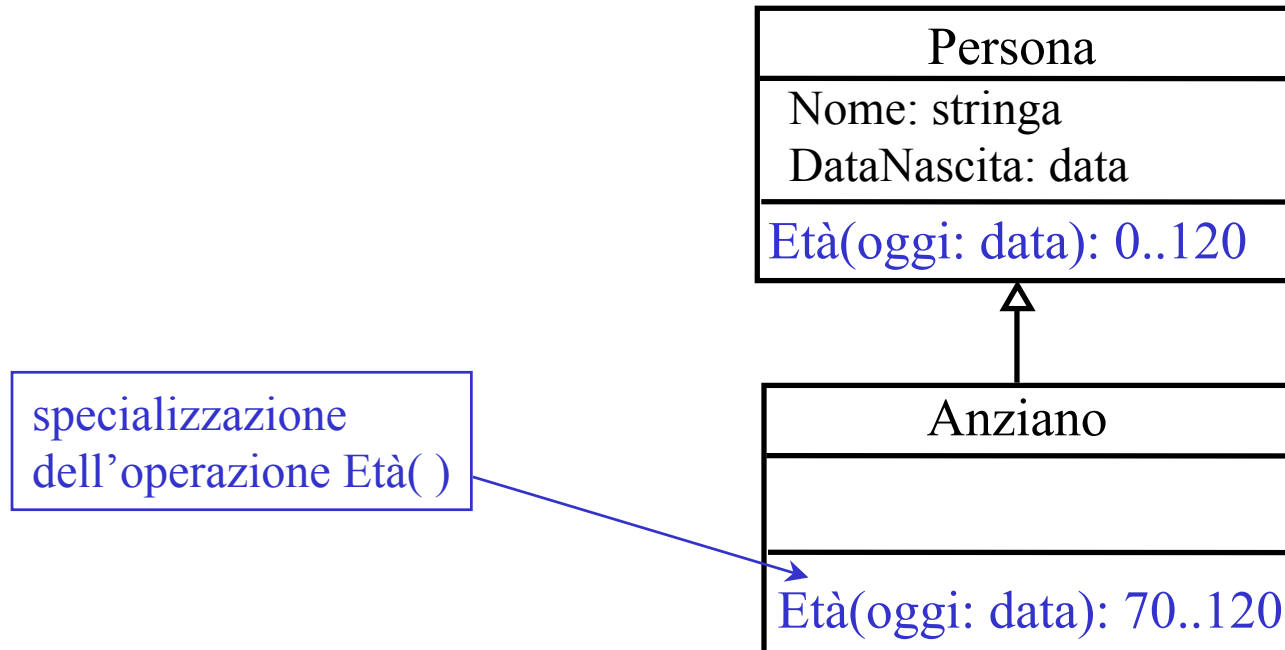 Persona
Nome: stringa
DataNascita: data
Età(oggi: data): 0..120
specializzazione
dell’operazione Età( )
Anziano
Età(oggi: data): 70..120